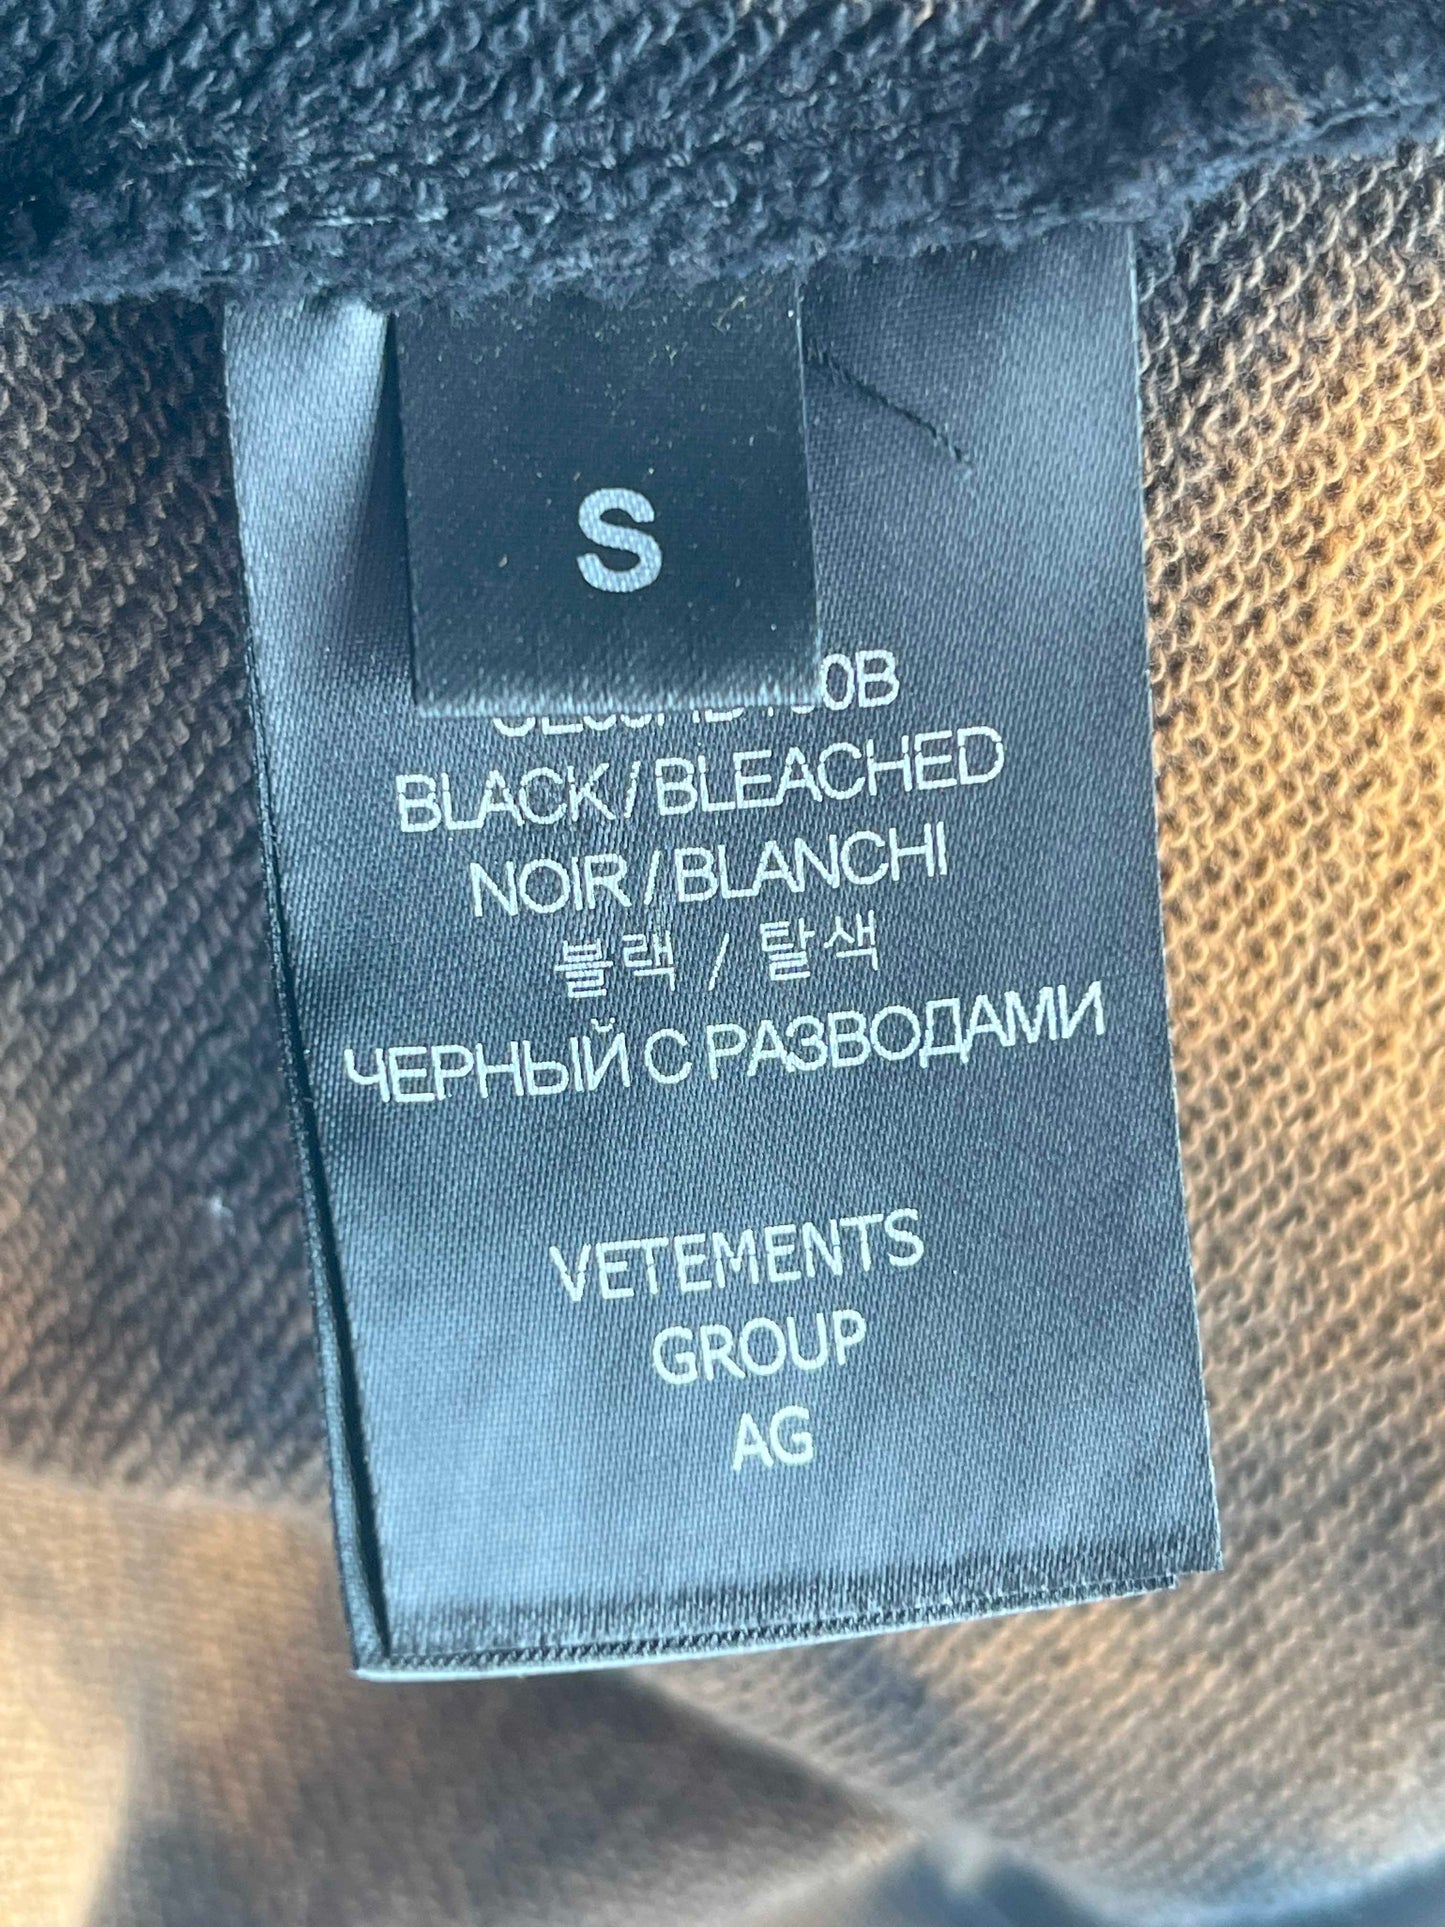 S
BLACK / BLEACHED
NOIR / BLANCHI
블랙 / 탈색
ЧЕРНЫЙ С РАЗВОДАМИ
VETEMENTS
GROUP
AG